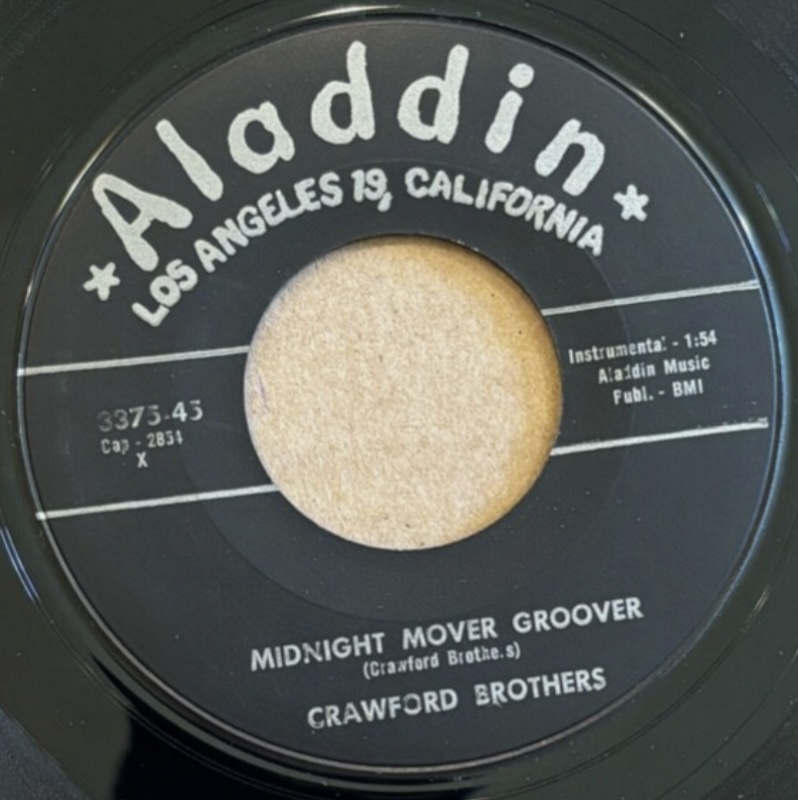 Aladdin
LOS ANGELES 19, CALIFORNIA
Instrumental - 1:54
Aladdin Music
Publ. - BMI
3375-45
Cap - 2834
X
MIDNIGHT MOVER GROOVER
(Crawford Brothers)
CRAWFORD BROTHERS